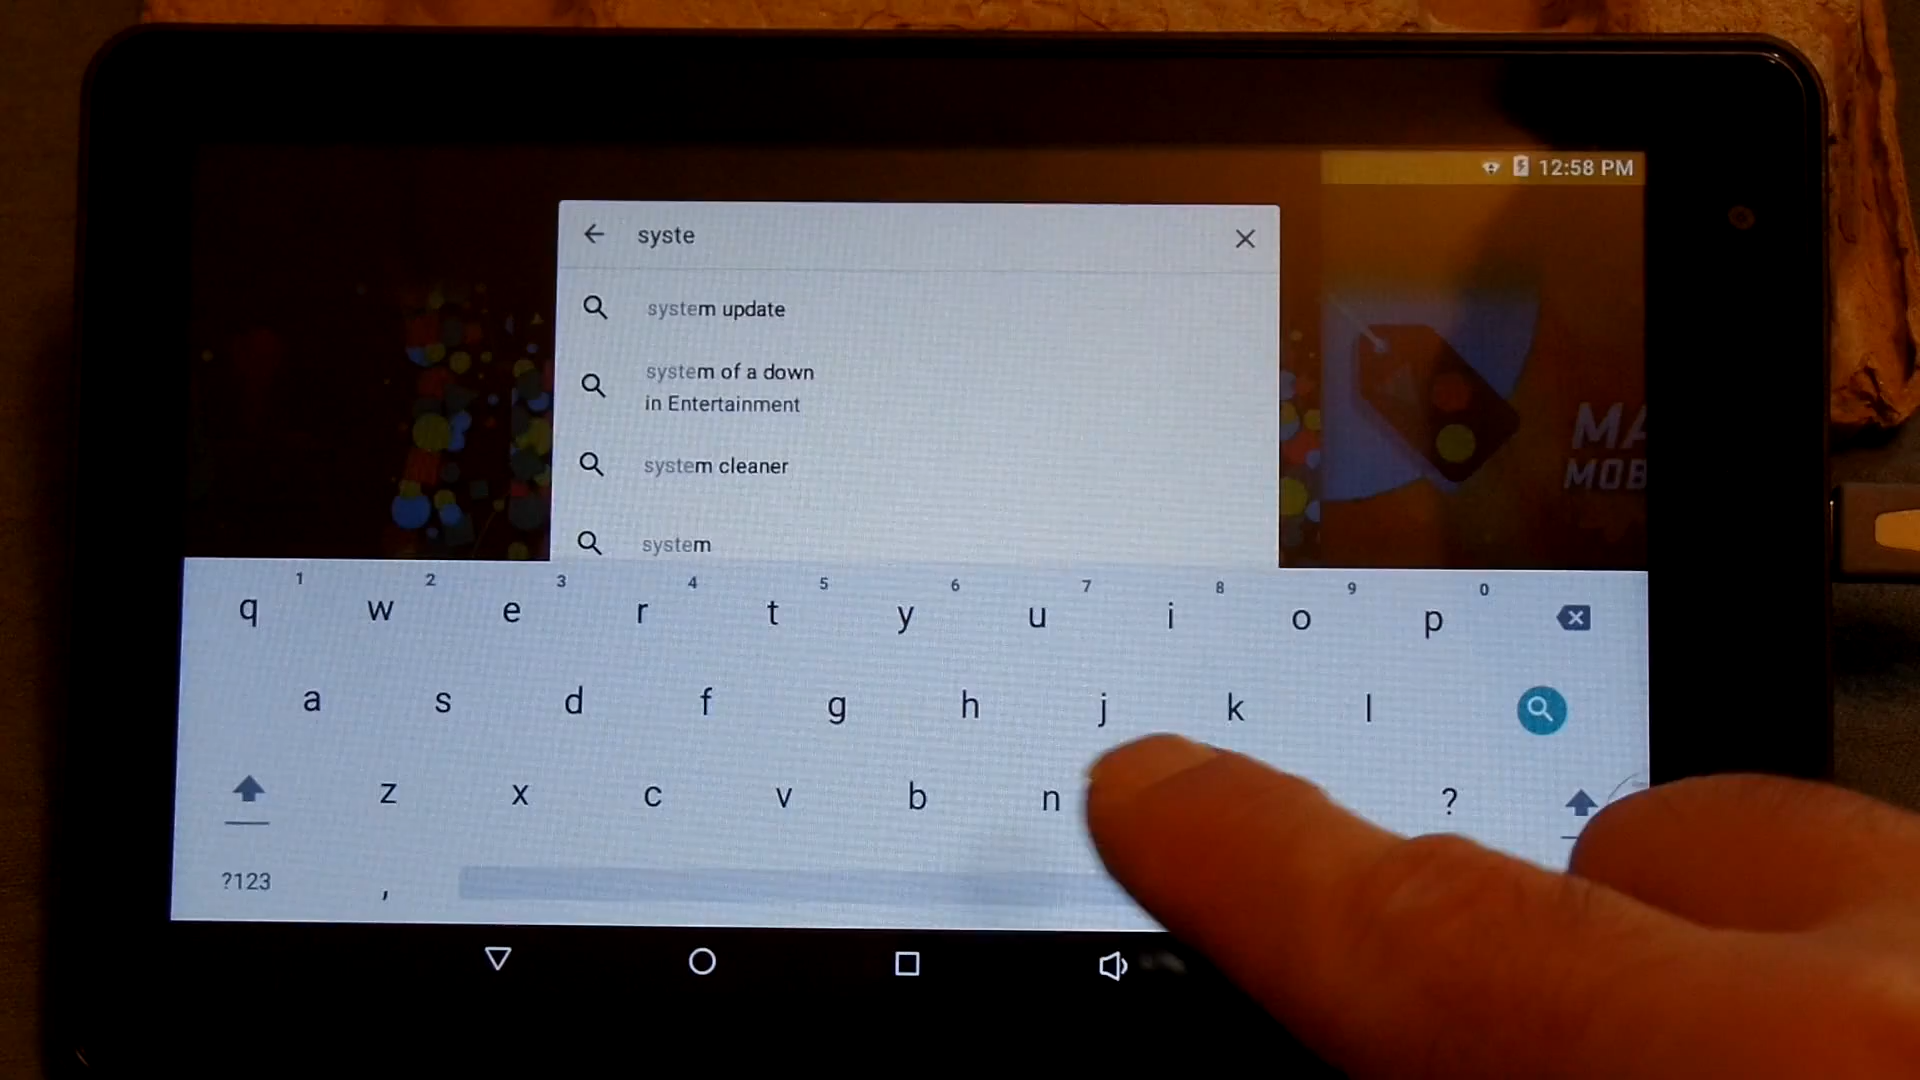 12:58 PM
syste
system update
system of a down
in Entertainment
system cleaner
system
MA
MOB
1 2 3 4 5 6 7 8 9 0
q w e r t y u i o p
a s d f g h j k l
z x c v b n ?
?123 ,